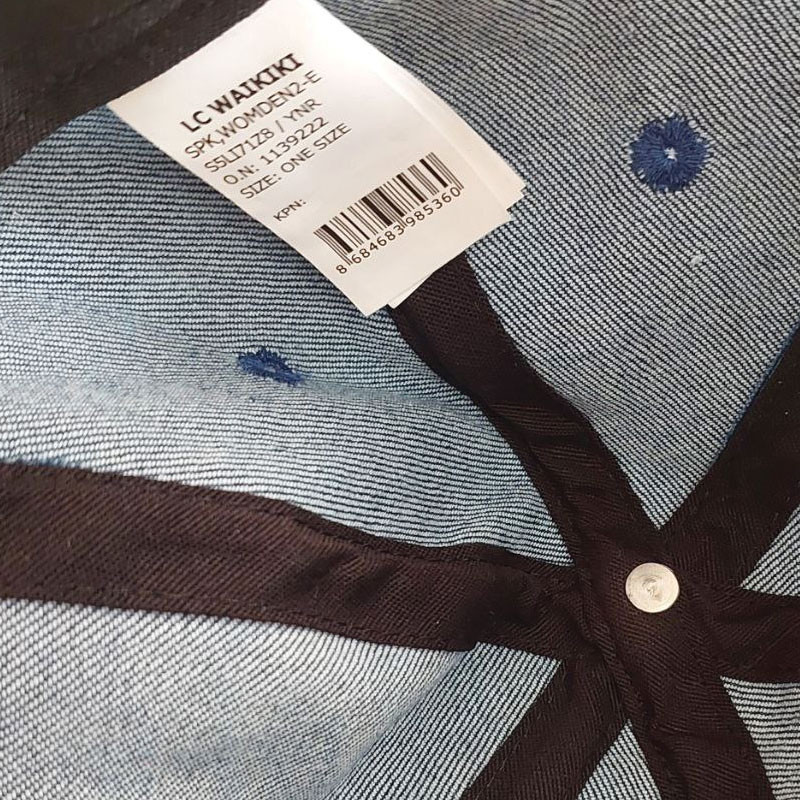 LC WAIKIKI
SPK,WOMDEN2-E
S5LI71Z8 / YNR
O.N: 1139222
SIZE: ONE SIZE
KPN:
8 684683 985360